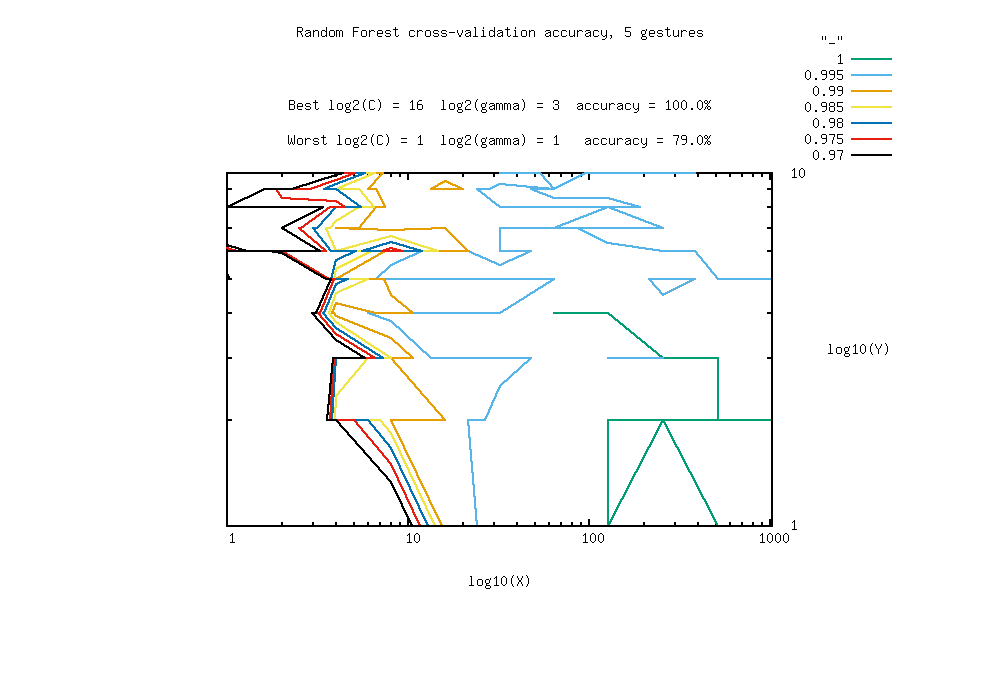 Random Forest cross-validation accuracy, 5 gestures
"_"
1
0.995
0.99
0.985
0.98
0.975
0.97
Best log2(C) = 16  log2(gamma) = 3  accuracy = 100.0%
Worst log2(C) = 1  log2(gamma) = 1   accuracy = 79.0%
10
log10(Y)
1
1 10 100 1000
log10(X)